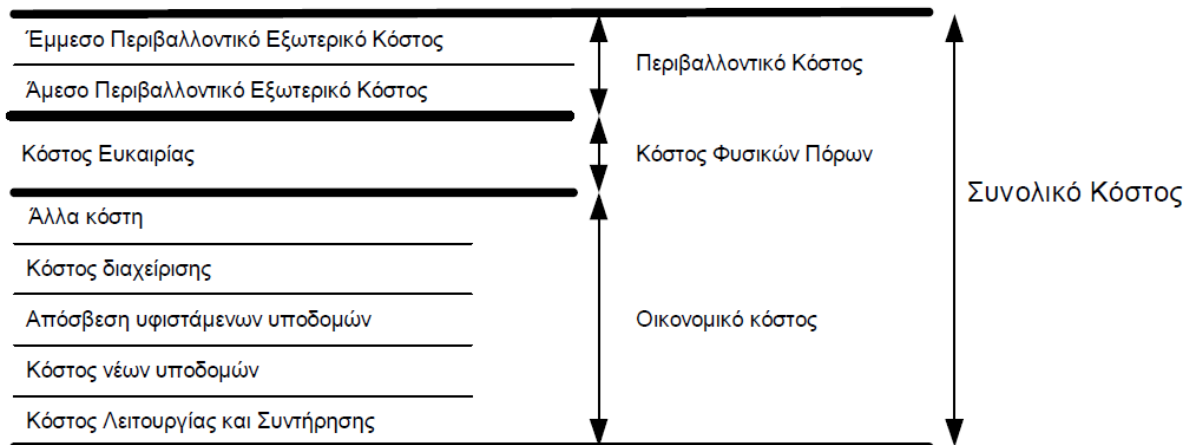 Έμμεσο Περιβαλλοντικό Εξωτερικό Κόστος
Άμεσο Περιβαλλοντικό Εξωτερικό Κόστος
Περιβαλλοντικό Κόστος
Κόστος Ευκαιρίας
Κόστος Φυσικών Πόρων
Συνολικό Κόστος
Άλλα κόστη
Κόστος διαχείρισης
Απόσβεση υφιστάμενων υποδομών
Οικονομικό κόστος
Κόστος νέων υποδομών
Κόστος Λειτουργίας και Συντήρησης